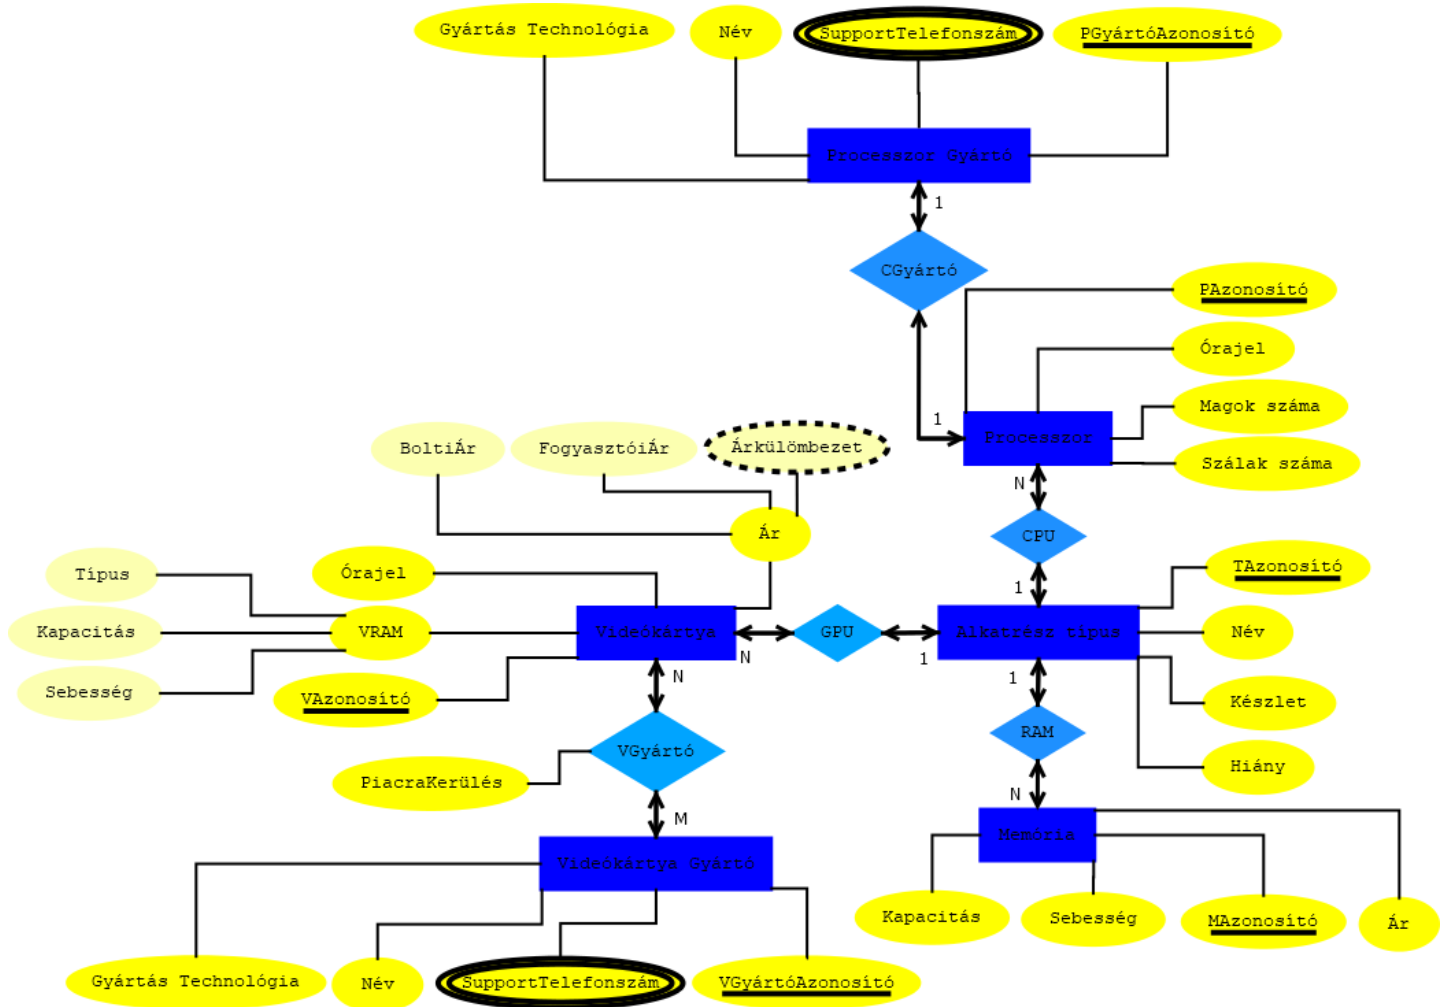 Gyártás Technológia
Név
SupportTelefonszám
PGyártóAzonosító
Processzor Gyártó
1
CGyártó
PAzonosító
Órajel
Magok száma
1
Processzor
Szálak száma
BoltiÁr
FogyasztóiÁr
Árkülömbezet
N
Ár
CPU
Típus
Órajel
TAzonosító
1
Kapacitás
VRAM
Videókártya
GPU
Alkatrész típus
Név
N
1
Sebesség
VAzonosító
N
1
Készlet
RAM
VGyártó
PiacraKerülés
Hiány
N
M
Memória
Videókártya Gyártó
Kapacitás
Sebesség
MAzonosító
Ár
Gyártás Technológia
Név
SupportTelefonszám
VGyártóAzonosító